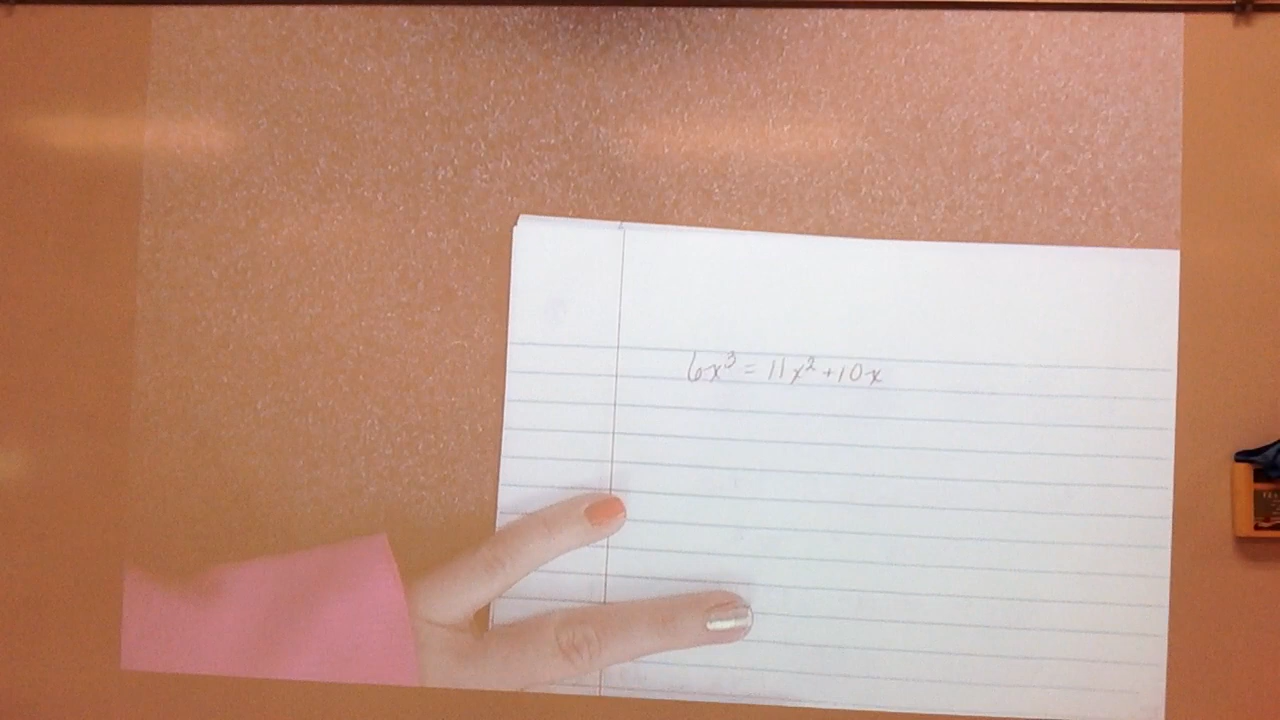 6x³ = 11x² + 10x